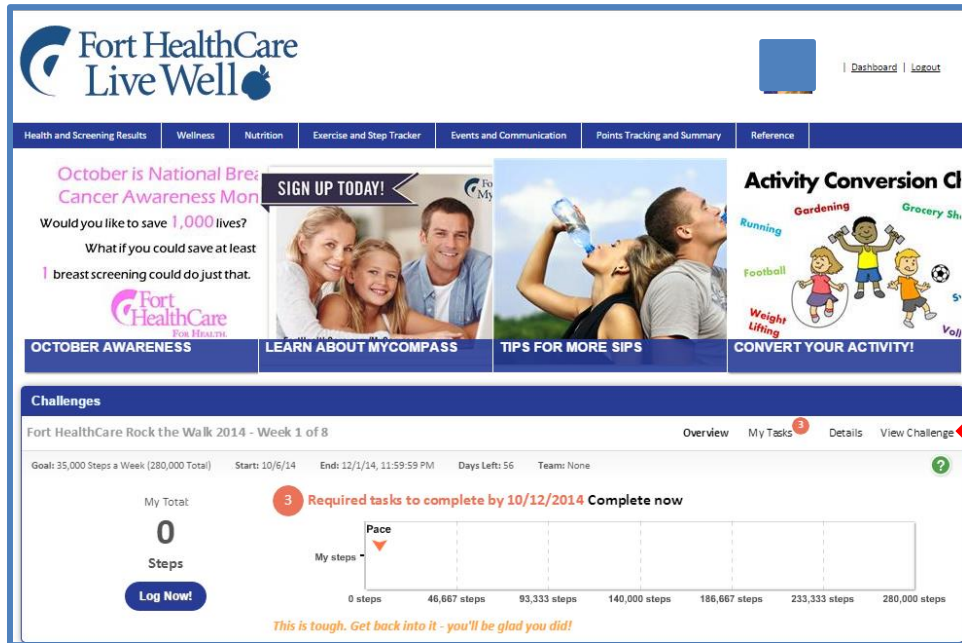 Fort HealthCare
Live Well
| Dashboard | Logout
Health and Screening Results Wellness Nutrition Exercise and Step Tracker Events and Communication Points Tracking and Summary Reference
October is National Brea
Cancer Awareness Mon
Would you like to save 1,000 lives?
What if you could save at least
1 breast screening could do just that.
Fort
HealthCare
FOR HEALTH.
OCTOBER AWARENESS
SIGN UP TODAY!
Fo
My
LEARN ABOUT MYCOMPASS
TIPS FOR MORE SIPS
Activity Conversion Ch
Gardening
Grocery Sho
Running
Football
Weight
Lifting
Voll
CONVERT YOUR ACTIVITY!
Challenges
Fort HealthCare Rock the Walk 2014 - Week 1 of 8
Overview My Tasks 3 Details View Challenge
Goal: 35,000 Steps a Week (280,000 Total) Start: 10/6/14 End: 12/1/14, 11:59:59 PM Days Left: 56 Team: None ?
My Total
0
Steps
Log Now!
3 Required tasks to complete by 10/12/2014 Complete now
Pace
My steps
0 steps 46,667 steps 93,333 steps 140,000 steps 186,667 steps 233,333 steps 280,000 steps
This is tough. Get back into it - you'll be glad you did!